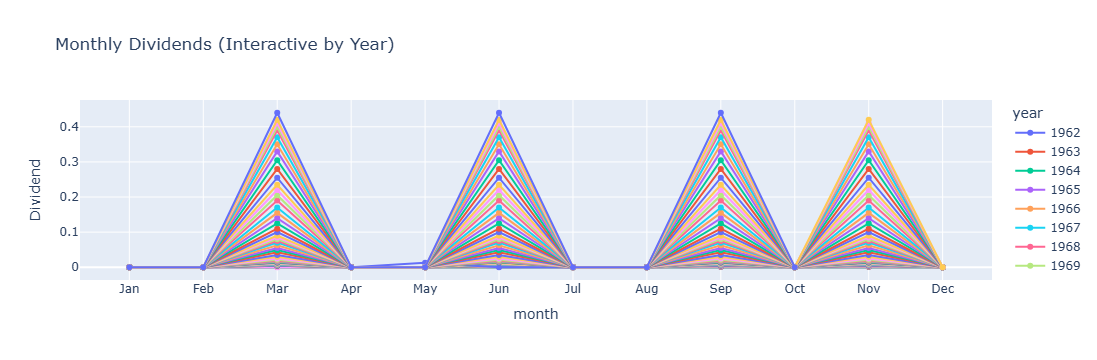 Monthly Dividends (Interactive by Year)
year
1962
1963
1964
1965
1966
1967
1968
1969
Dividend
0.4
0.3
0.2
0.1
0
Jan Feb Mar Apr May Jun Jul Aug Sep Oct Nov Dec
month